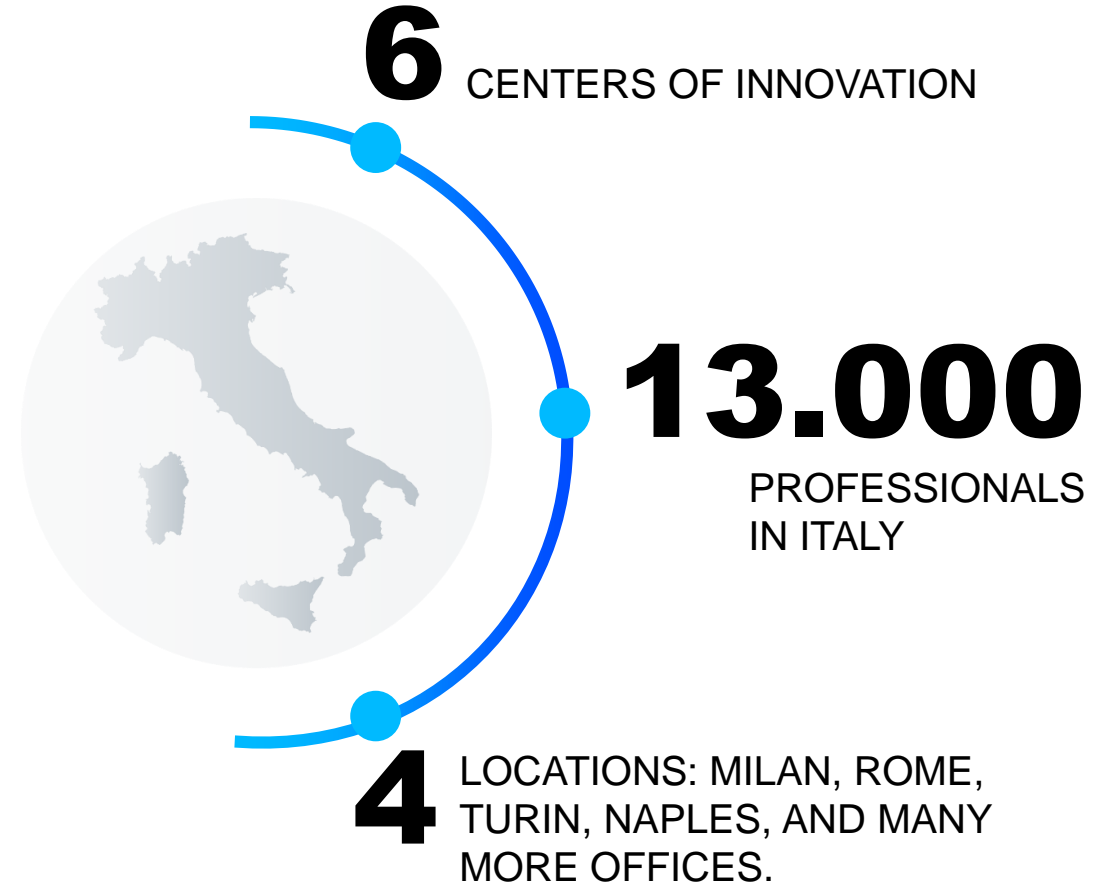 6 CENTERS OF INNOVATION
13.000
PROFESSIONALS
IN ITALY
4 LOCATIONS: MILAN, ROME,
TURIN, NAPLES, AND MANY
MORE OFFICES.